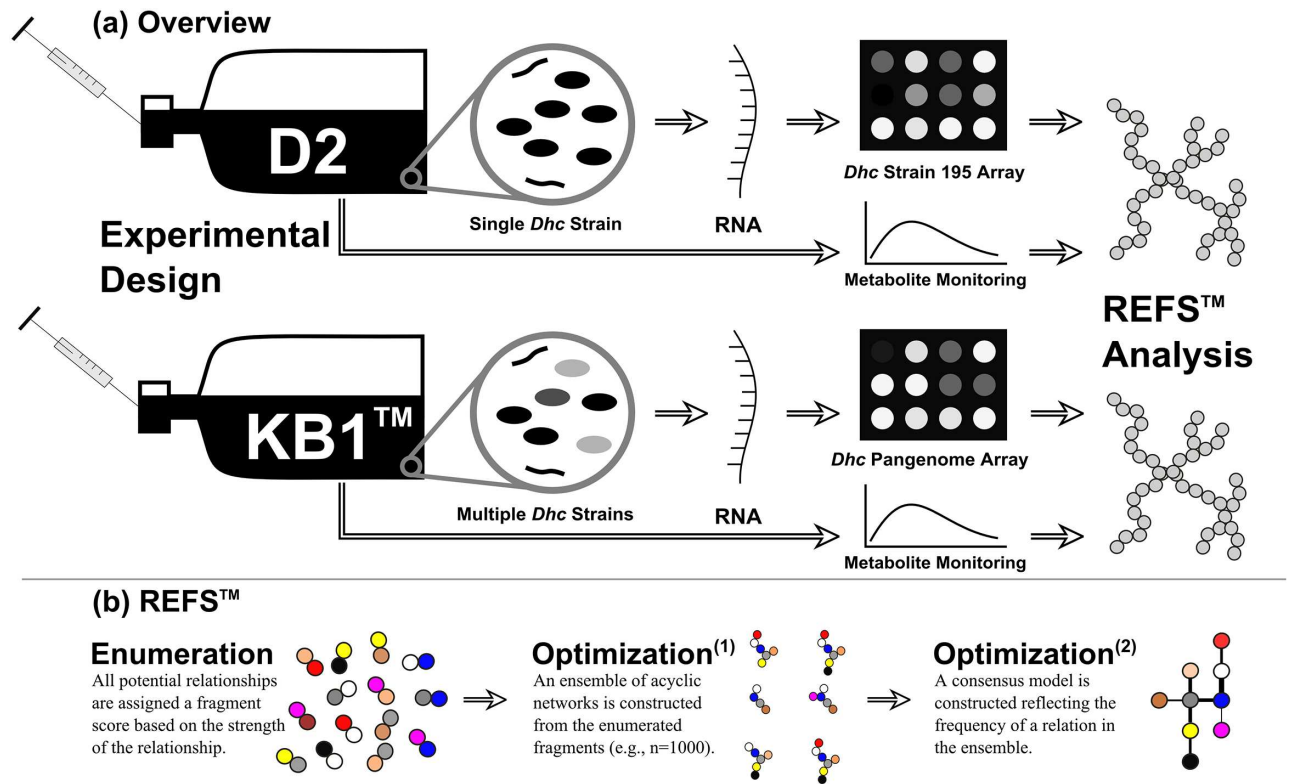 (a) Overview
D2
Single Dhc Strain
RNA
Dhc Strain 195 Array
Metabolite Monitoring
Experimental
Design
REFS™
Analysis
KB1™
Multiple Dhc Strains
RNA
Dhc Pangenome Array
Metabolite Monitoring
(b) REFS™
Enumeration
All potential relationships
are assigned a fragment
score based on the strength
of the relationship.
Optimization(1)
An ensemble of acyclic
networks is constructed
from the enumerated
fragments (e.g., n=1000).
Optimization(2)
A consensus model is
constructed reflecting the
frequency of a relation in
the ensemble.